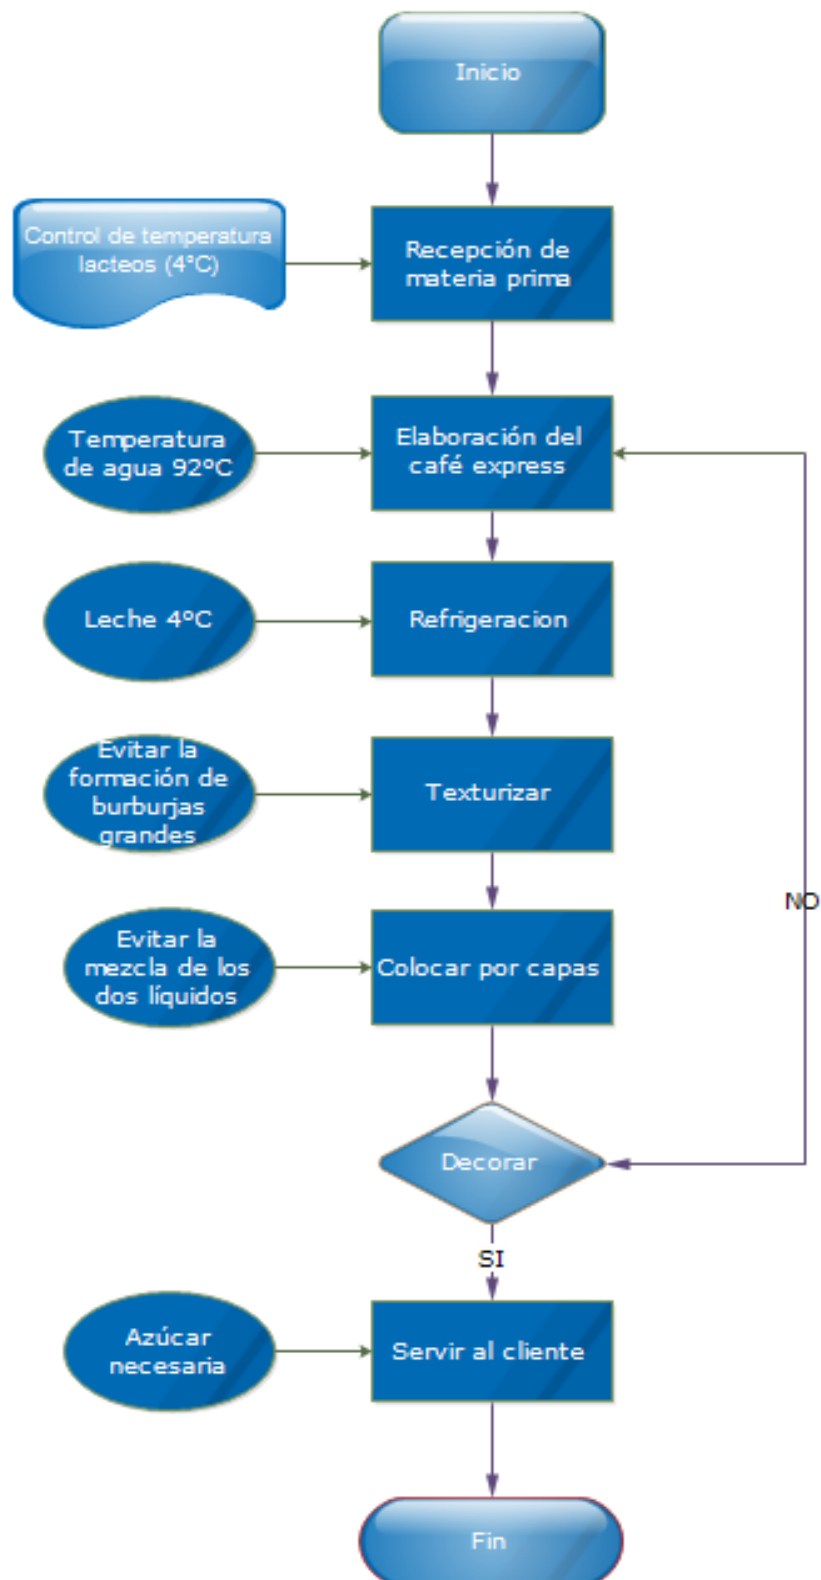 Inicio
Control de temperatura
lacteos (4°C)
Recepción de
materia prima
Temperatura
de agua 92ºC
Elaboración del
café express
Leche 4ºC
Refrigeracion
Evitar la
formación de
burburjas
grandes
Texturizar
NO
Evitar la
mezcla de los
dos líquidos
Colocar por capas
Decorar
SI
Azúcar
necesaria
Servir al cliente
Fin